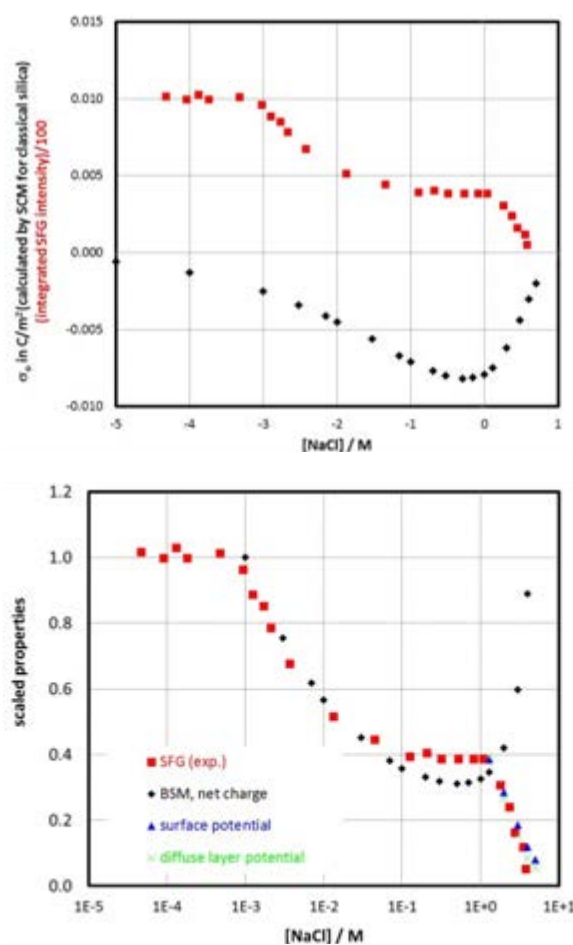 0.015
0.010
0.005
0.000
-0.005
-0.010
σₒ in C/m² (calculated by SCM for classical silica)
(integrated SFG intensity)/100
-5 -4 -3 -2 -1 0 1
[NaCl] / M
1.2
1.0
0.8
0.6
0.4
0.2
0.0
scaled properties
SFG (exp.)
BSM, net charge
surface potential
diffuse layer potential
1E-5 1E-4 1E-3 1E-2 1E-1 1E+0 1E+1
[NaCl] / M